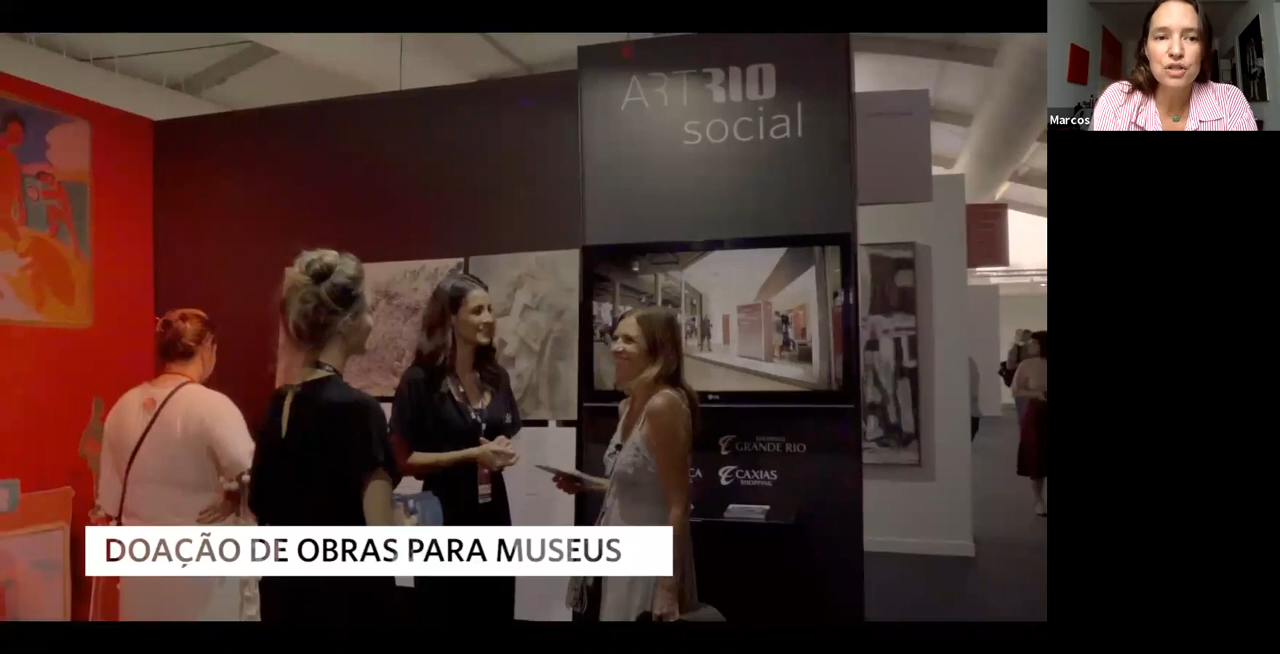 ARTRIO
social
Marcos
GRANDE RIO
CAXIAS
SHOPPING
DOAÇÃO DE OBRAS PARA MUSEUS